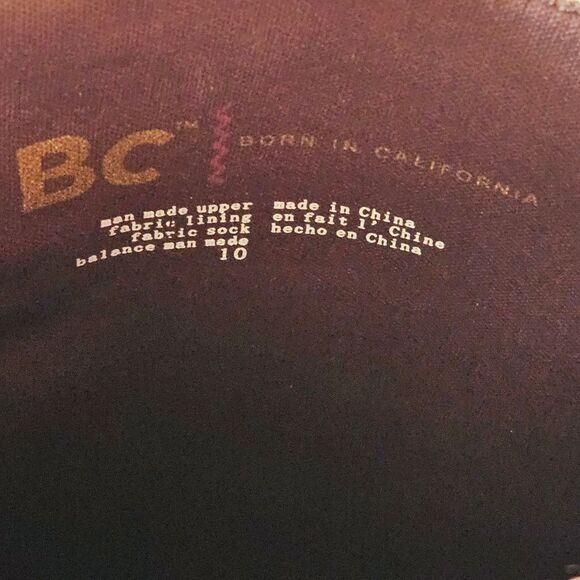 BC™ BORN IN CALIFORNIA
man made upper
fabric lining
fabric sock
balance man made
10
made in China
en fait l' Chine
hecho en China